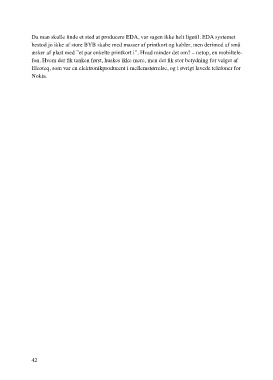 Da man skulle finde et sted at producere EDA, var sagen ikke helt ligetil. EDA systemet
bestod jo ikke af store BYB skabe med masser af printkort og kabler, men derimod af små
æsker af plast med "et par enkelte printkort i". Hvad minder det om? – netop, en mobiltele-
fon. Hvem der fik tanken først, huskes ikke mere, men det fik stor betydning for valget af
Elcoteq, som var en elektronikproducent i mellemstørrelse, og i øvrigt lavede telefoner for
Nokia.
42